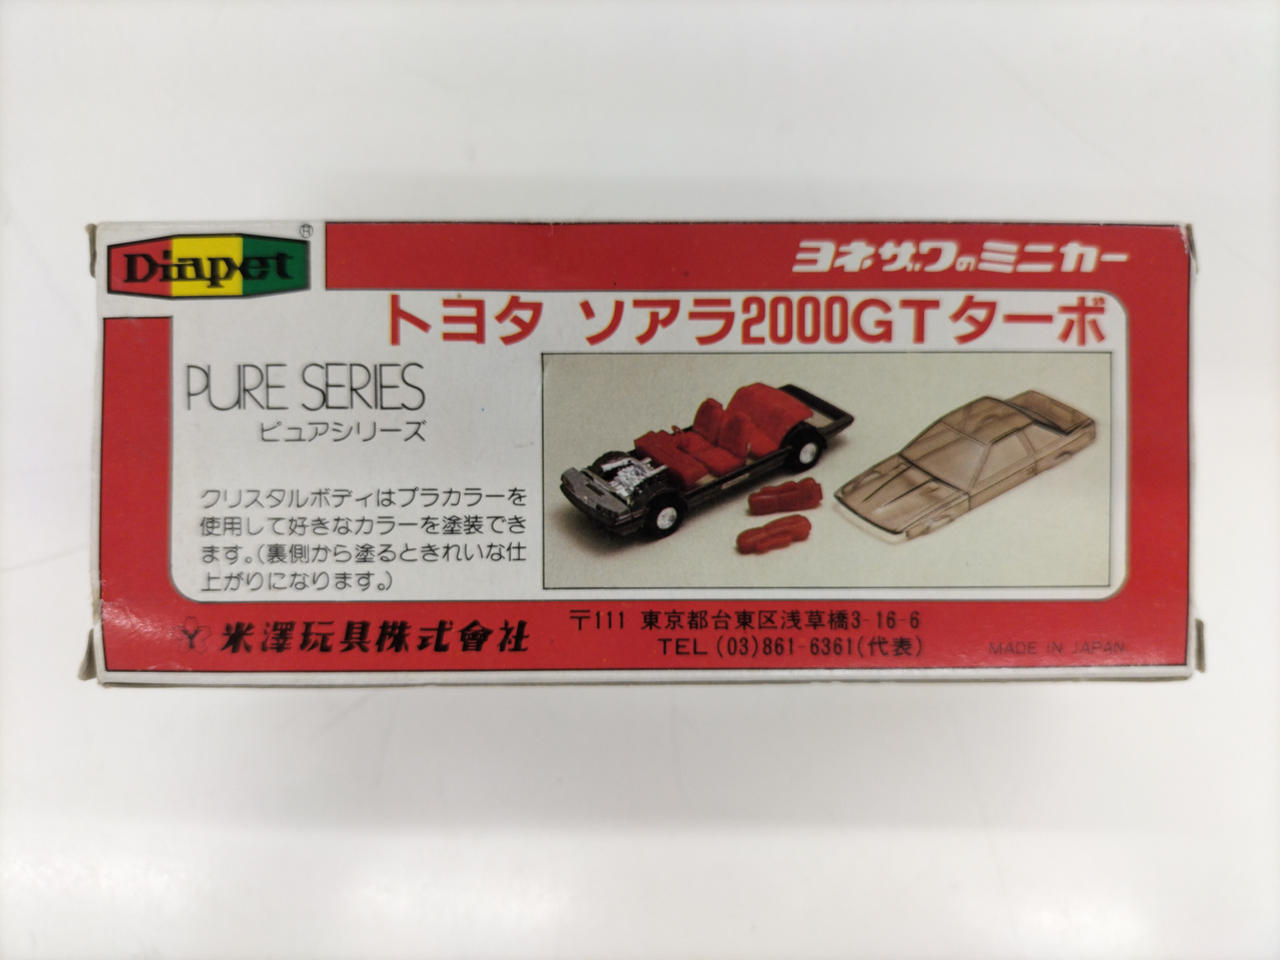 Diapet®
ヨネザワのミニカー
トヨタ ソアラ2000GTターボ
PURE SERIES
ピュアシリーズ
クリスタルボディはプラカラーを
使用して好きなカラーを塗装でき
ます。（裏側から塗るときれいな仕
上がりになります。）
米澤玩具株式會社
〒111 東京都台東区浅草橋3-16-6
TEL (03)861-6361(代表)
MADE IN JAPAN